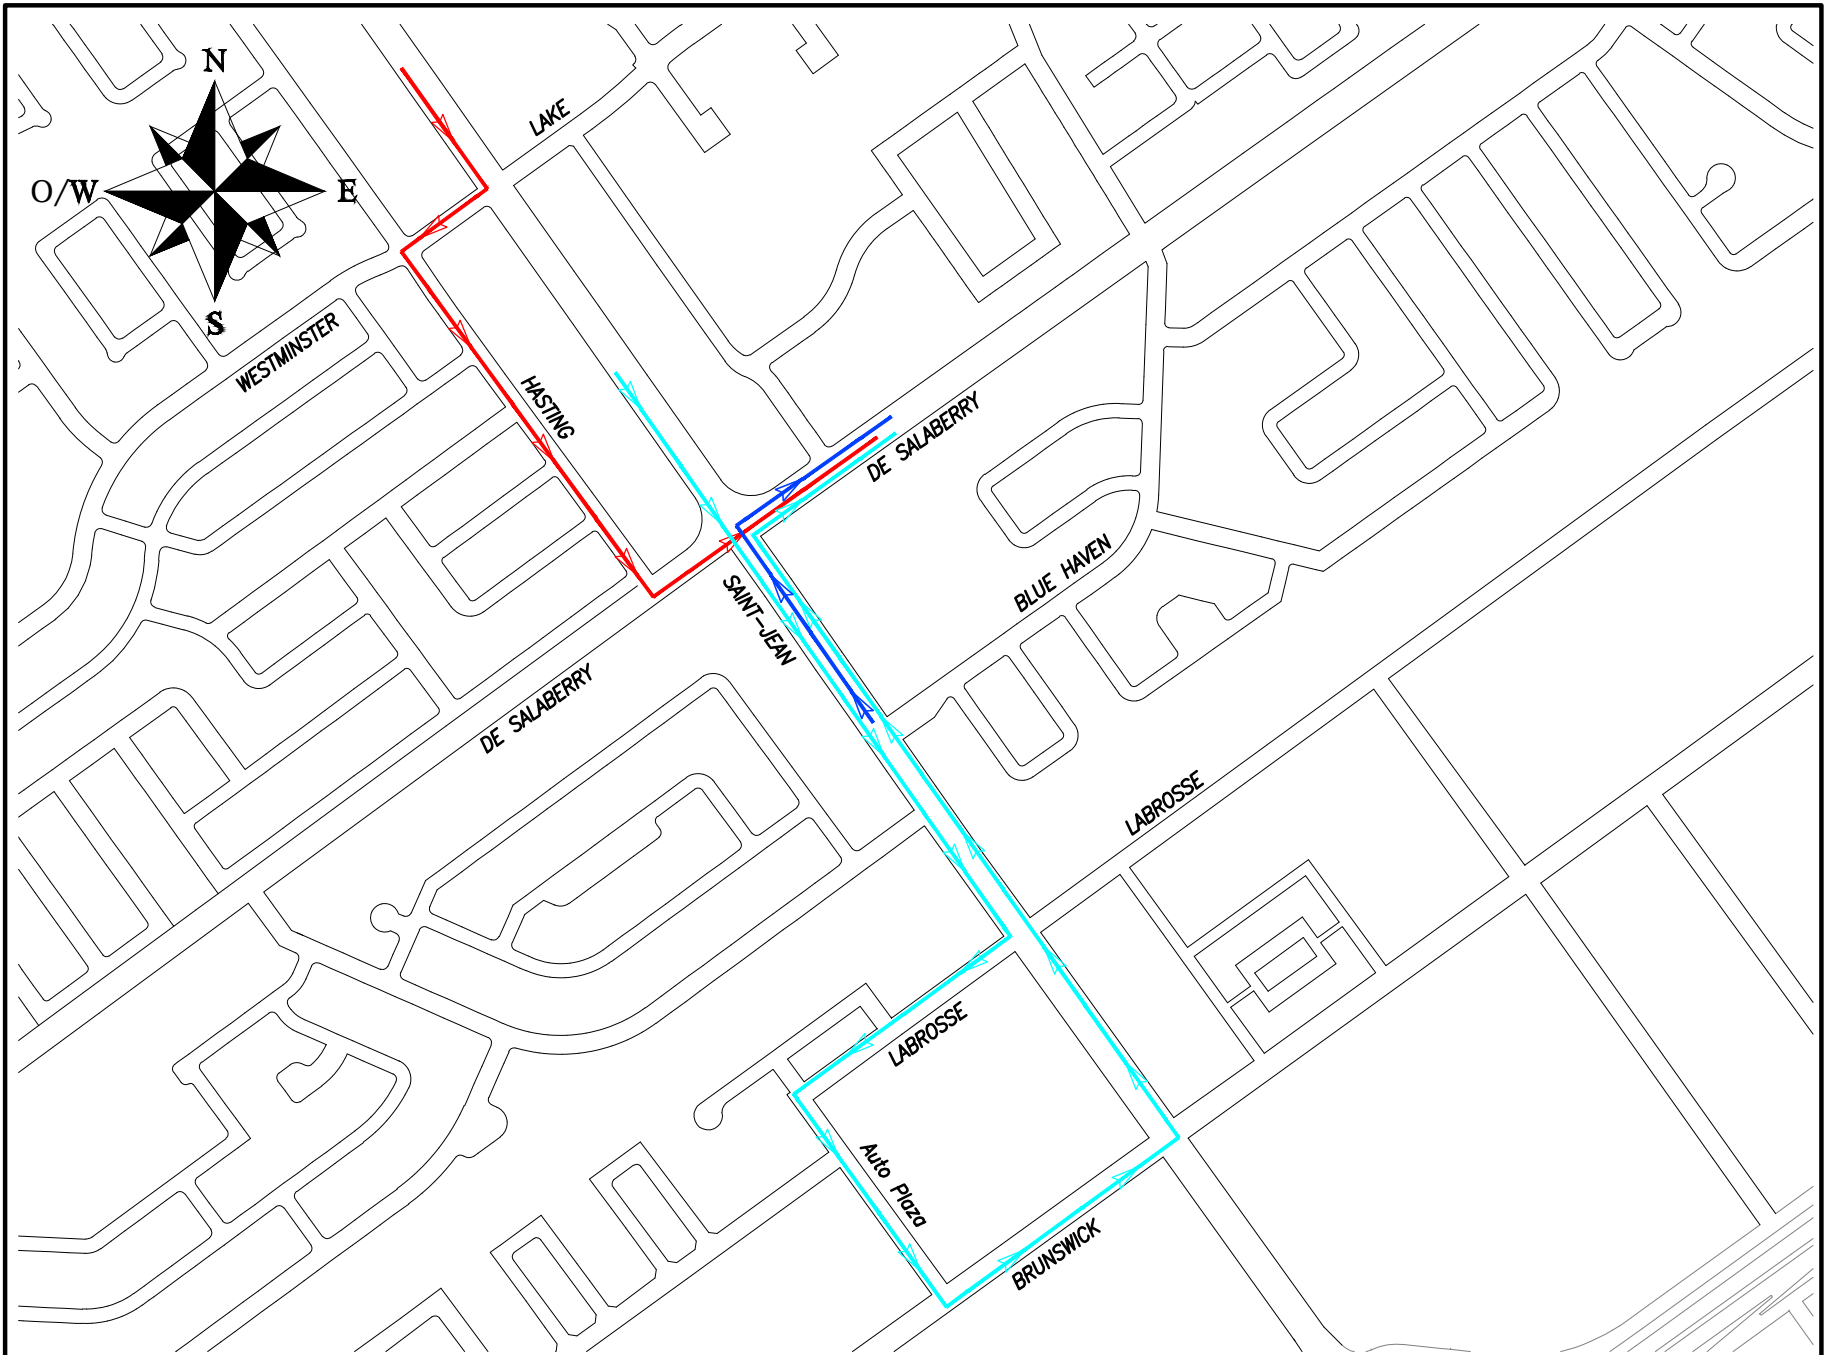 N
LAKE
O/W
E
S
WESTMINSTER
HASTING
DE SALABERRY
BLUE HAVEN
SAINT-JEAN
DE SALABERRY
LABROSSE
LABROSSE
Auto Plaza
BRUNSWICK